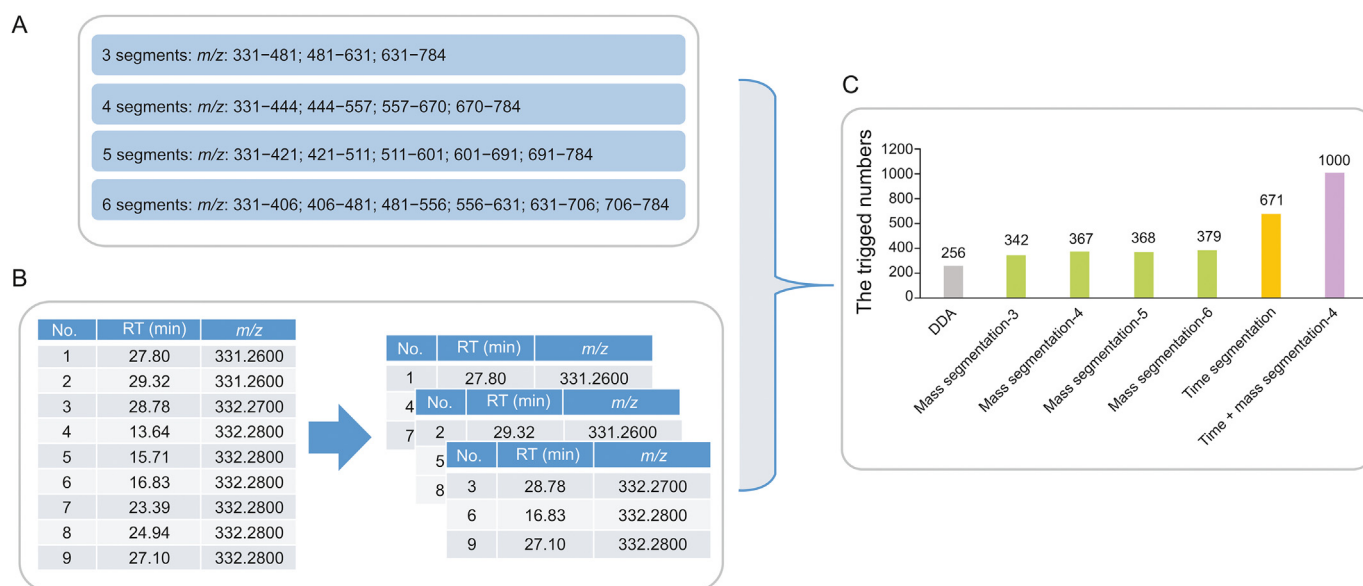 A
3 segments: m/z: 331−481; 481−631; 631−784
4 segments: m/z: 331−444; 444−557; 557−670; 670−784
5 segments: m/z: 331−421; 421−511; 511−601; 601−691; 691−784
6 segments: m/z: 331−406; 406−481; 481−556; 556−631; 631−706; 706−784
B
No. RT (min) m/z
1 27.80 331.2600
2 29.32 331.2600
3 28.78 332.2700
4 13.64 332.2800
5 15.71 332.2800
6 16.83 332.2800
7 23.39 332.2800
8 24.94 332.2800
9 27.10 332.2800
No. RT (min) m/z
1 27.80 331.2600
4
7
No. RT (min) m/z
2 29.32 331.2600
5
8
No. RT (min) m/z
3 28.78 332.2700
6 16.83 332.2800
9 27.10 332.2800
C
The trigged numbers
1200
1000
800
600
400
200
0
256
342
367
368
379
671
1000
DDA
Mass segmentation-3
Mass segmentation-4
Mass segmentation-5
Mass segmentation-6
Time segmentation
Time + mass segmentation-4